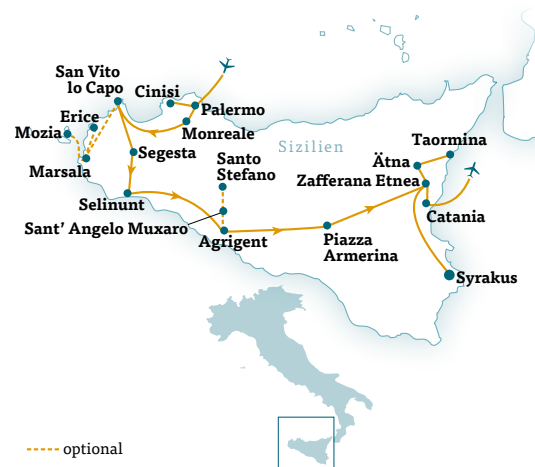 San Vito
lo Capo
Cinisi
Palermo
Erice
Mozia
Monreale
Taormina
Sizilien
Marsala
Segesta
Santo
Stefano
Ätna
Zafferana Etnea
Selinunt
Catania
Sant' Angelo Muxaro
Agrigent
Piazza
Armerina
Syrakus
optional